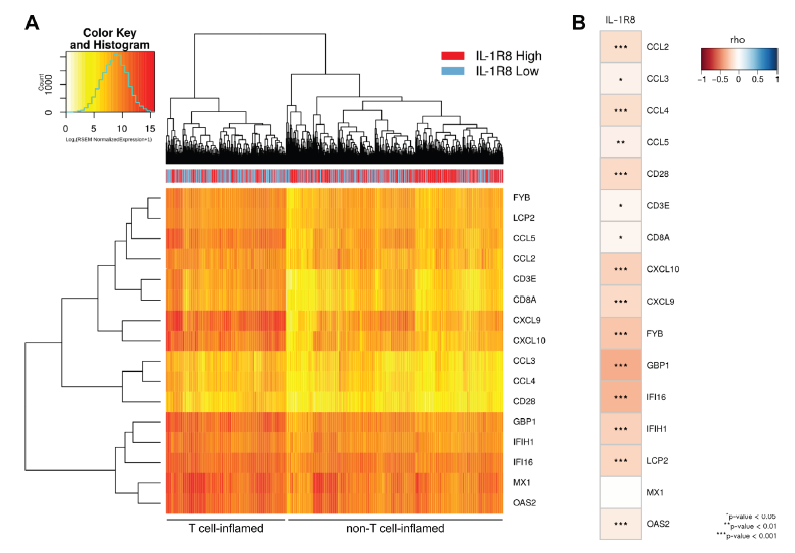 A
Color Key
and Histogram
Count
0 1000
0 5 10 15
Log₂(RSEM NormalizedExpression+1)
IL-1R8 High
IL-1R8 Low
FYB
LCP2
CCL5
CCL2
CD3E
CD8A
CXCL9
CXCL10
CCL3
CCL4
CD28
GBP1
IFIH1
IFI16
MX1
OAS2
T cell-inflamed non-T cell-inflamed
B
IL-1R8
*** CCL2
* CCL3
*** CCL4
** CCL5
*** CD28
* CD3E
* CD8A
*** CXCL10
*** CXCL9
*** FYB
*** GBP1
*** IFI16
*** IFIH1
*** LCP2
MX1
*** OAS2
rho
−1 −0.5 0 0.5 1
*p-value < 0.05
**p-value < 0.01
***p-value < 0.001